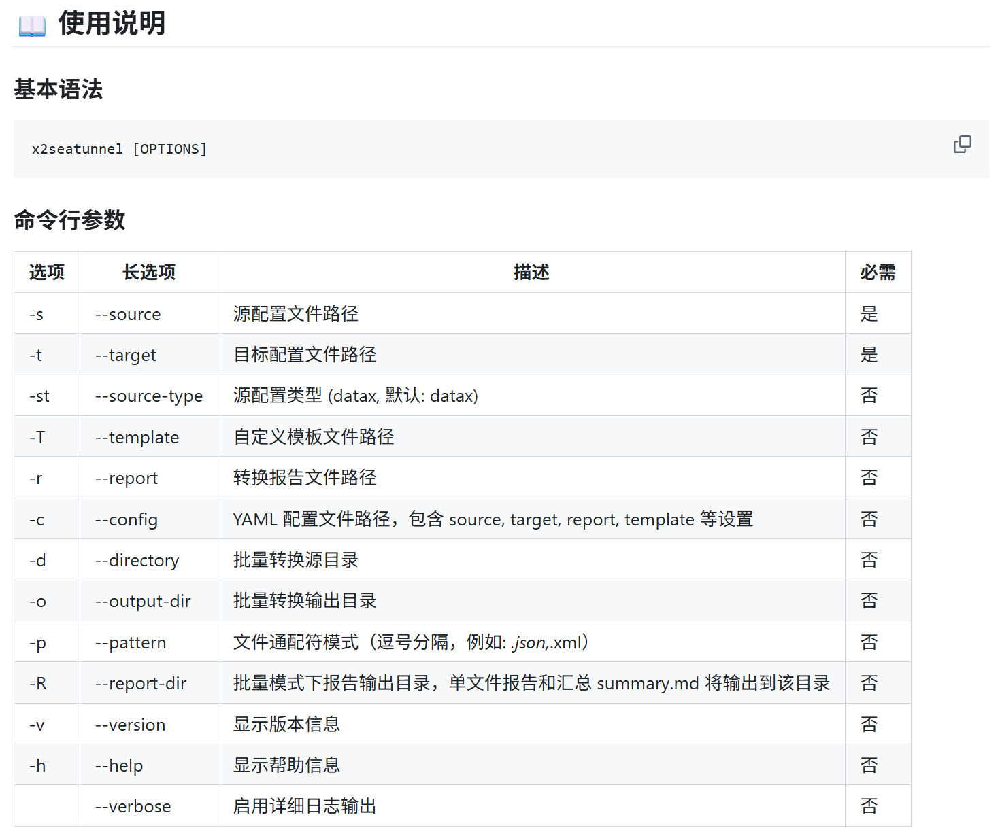 📖 使用说明
基本语法
x2seatunnel [OPTIONS]
命令行参数
选项 长选项 描述 必需
-s --source 源配置文件路径 是
-t --target 目标配置文件路径 是
-st --source-type 源配置类型 (datax, 默认: datax) 否
-T --template 自定义模板文件路径 否
-r --report 转换报告文件路径 否
-c --config YAML 配置文件路径，包含 source, target, report, template 等设置 否
-d --directory 批量转换源目录 否
-o --output-dir 批量转换输出目录 否
-p --pattern 文件通配符模式（逗号分隔，例如: .json,.xml） 否
-R --report-dir 批量模式下报告输出目录，单文件报告和汇总 summary.md 将输出到该目录 否
-v --version 显示版本信息 否
-h --help 显示帮助信息 否
--verbose 启用详细日志输出 否